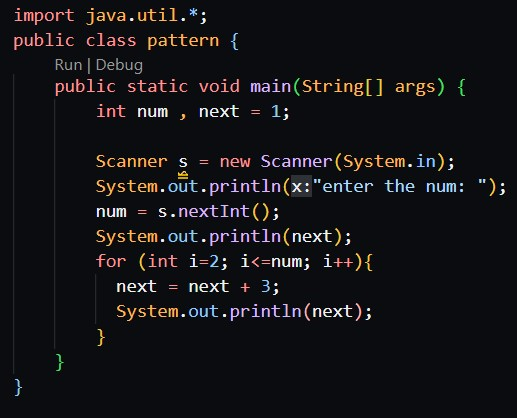 import java.util.*;
public class pattern {
Run | Debug
public static void main(String[] args) {
int num , next = 1;
Scanner s = new Scanner(System.in);
System.out.println(x:"enter the num: ");
num = s.nextInt();
System.out.println(next);
for (int i=2; i<=num; i++){
next = next + 3;
System.out.println(next);
}
}
}